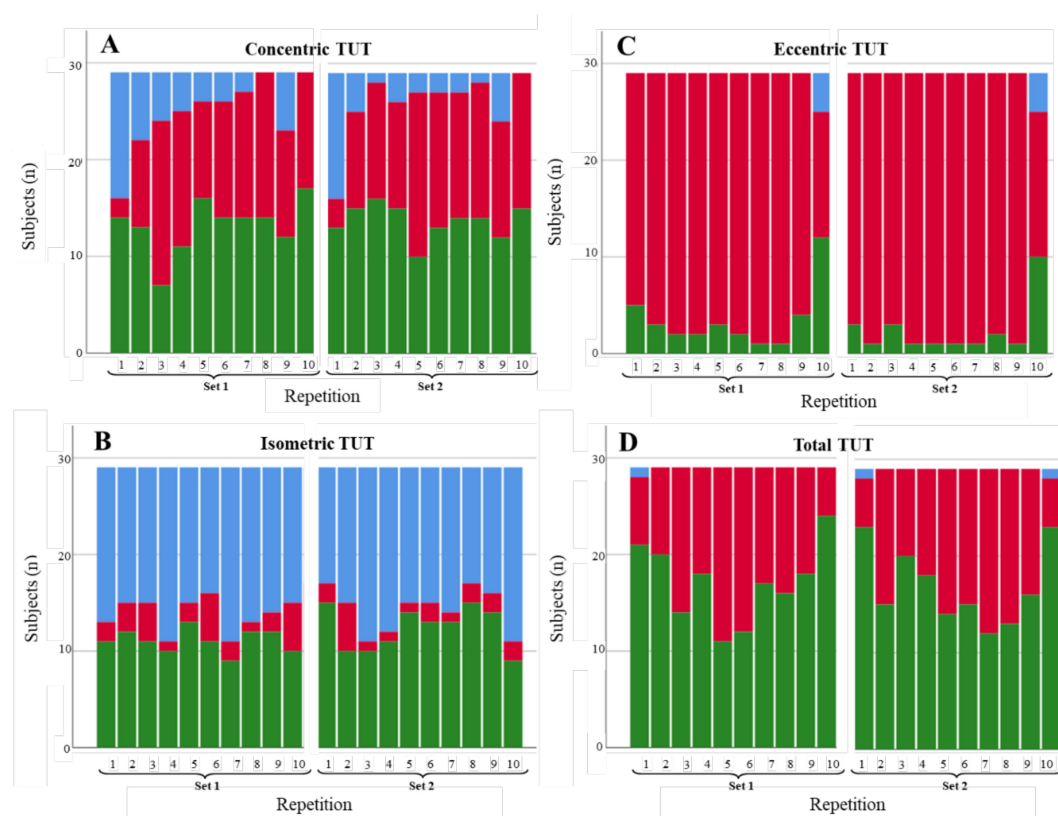 A
Concentric TUT
Subjects (n)
30
20
10
0
1 2 3 4 5 6 7 8 9 10 1 2 3 4 5 6 7 8 9 10
Set 1 Set 2
Repetition
C
Eccentric TUT
Subjects (n)
30
20
10
0
1 2 3 4 5 6 7 8 9 10 1 2 3 4 5 6 7 8 9 10
Set 1 Set 2
Repetition
B
Isometric TUT
Subjects (n)
30
20
10
0
1 2 3 4 5 6 7 8 9 10 1 2 3 4 5 6 7 8 9 10
Set 1 Set 2
Repetition
D
Total TUT
Subjects (n)
30
20
10
0
1 2 3 4 5 6 7 8 9 10 1 2 3 4 5 6 7 8 9 10
Set 1 Set 2
Repetition